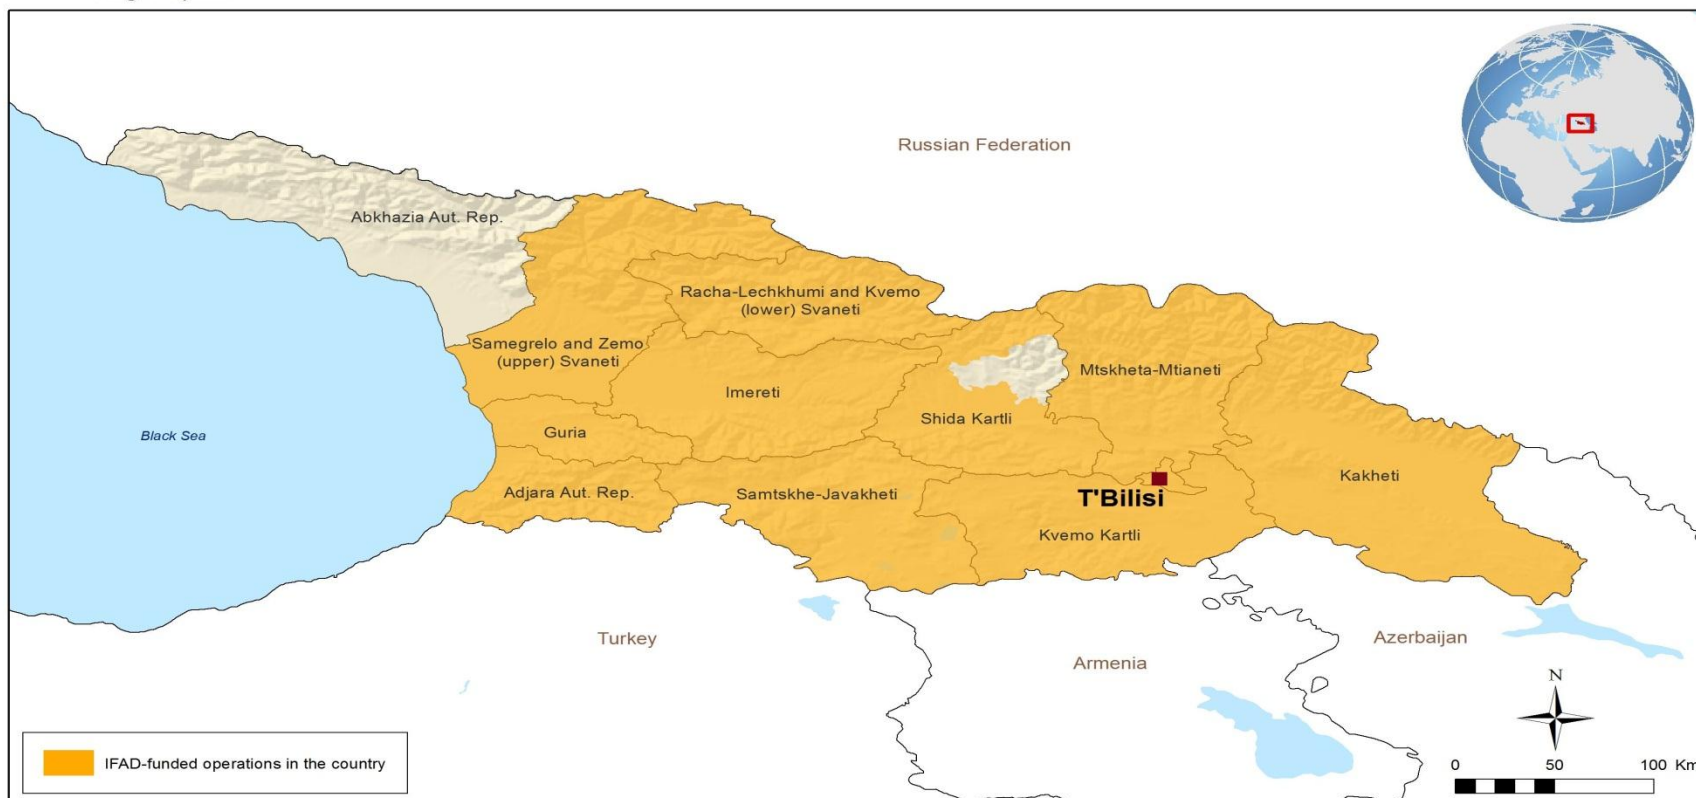 Russian Federation
Abkhazia Aut. Rep.
Racha-Lechkhumi and Kvemo
(lower) Svaneti
Samegrelo and Zemo
(upper) Svaneti
Mtskheta-Mtianeti
Imereti
Shida Kartli
Guria
Black Sea
Kakheti
Adjara Aut. Rep.
Samtskhe-Javakheti
T'Bilisi
Kvemo Kartli
Turkey
Azerbaijan
Armenia
N
IFAD-funded operations in the country
0 50 100 Km